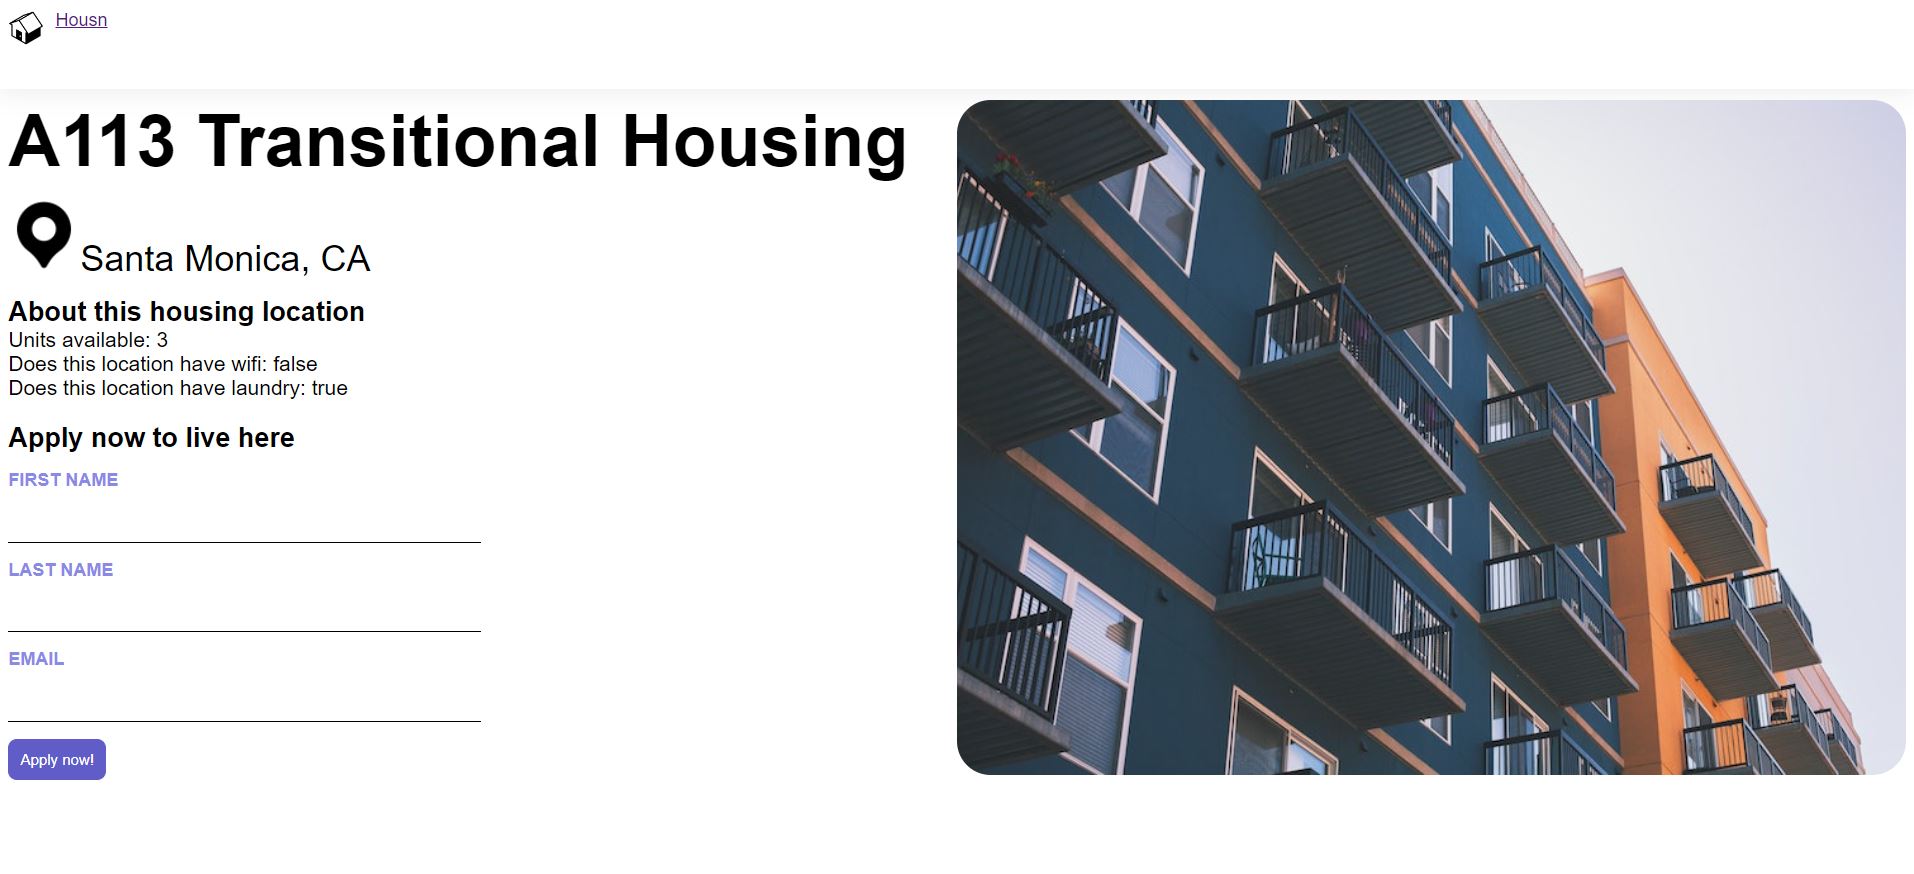 Housn
A113 Transitional Housing
Santa Monica, CA
About this housing location
Units available: 3
Does this location have wifi: false
Does this location have laundry: true
Apply now to live here
FIRST NAME
LAST NAME
EMAIL
Apply now!